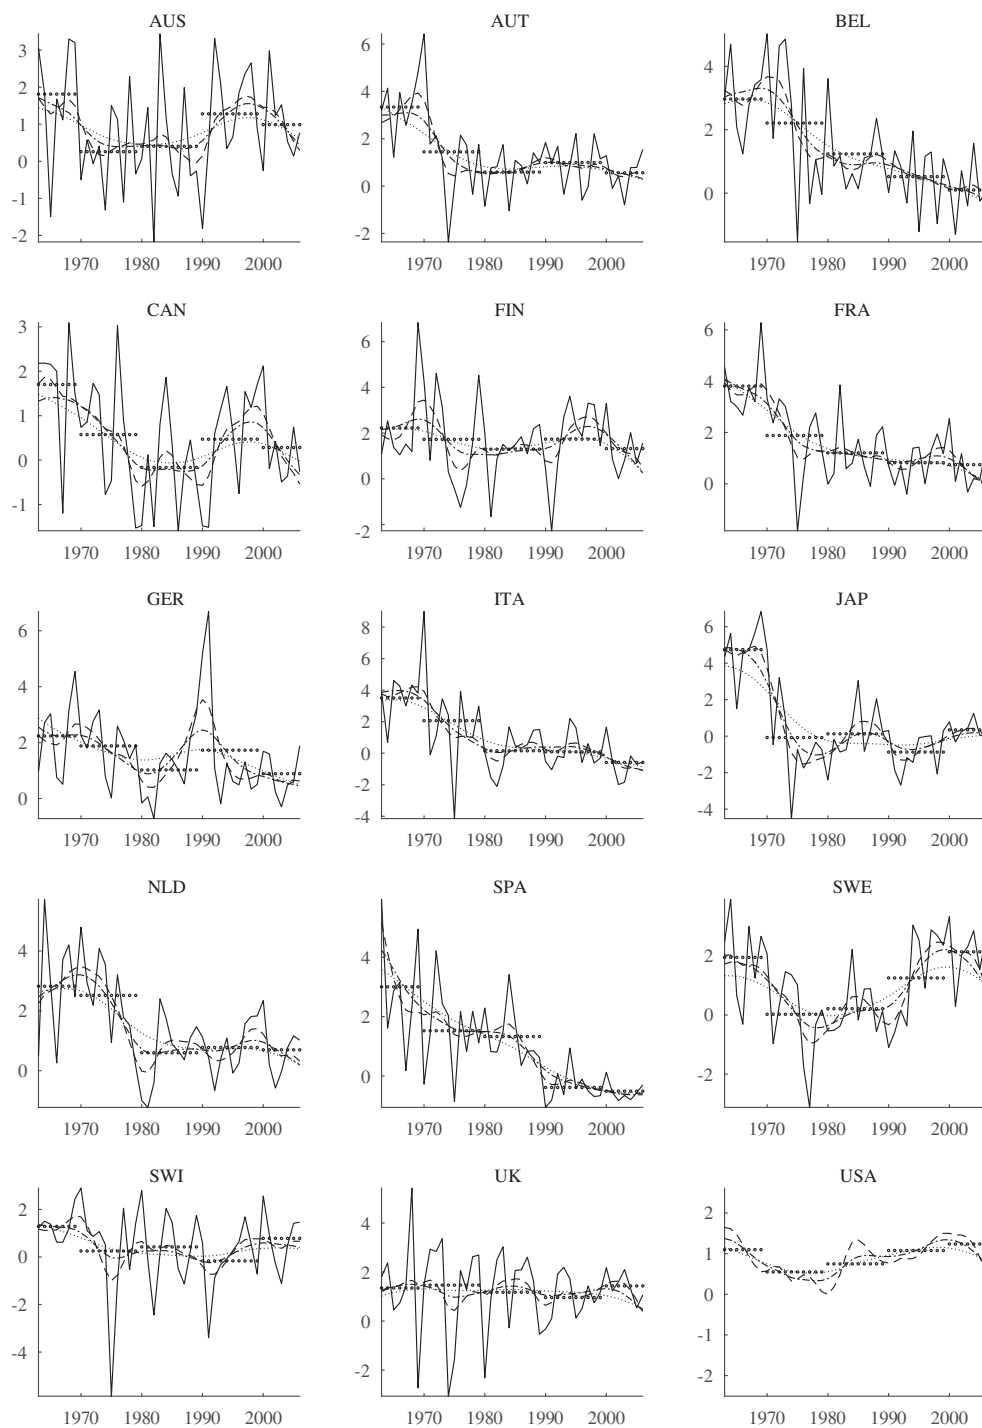 AUS AUT BEL
3 2 1 0 -1 -2
6 4 2 0 -2
4 2 0
1970 1980 1990 2000 1970 1980 1990 2000 1970 1980 1990 2000
CAN FIN FRA
3 2 1 0 -1
6 4 2 0 -2
6 4 2 0
1970 1980 1990 2000 1970 1980 1990 2000 1970 1980 1990 2000
GER ITA JAP
6 4 2 0
8 6 4 2 0 -2 -4
6 4 2 0 -2 -4
1970 1980 1990 2000 1970 1980 1990 2000 1970 1980 1990 2000
NLD SPA SWE
4 2 0
4 2 0
2 0 -2
1970 1980 1990 2000 1970 1980 1990 2000 1970 1980 1990 2000
SWI UK USA
2 0 -2 -4
4 2 0 -2
2 1 0 -1 -2
1970 1980 1990 2000 1970 1980 1990 2000 1970 1980 1990 2000